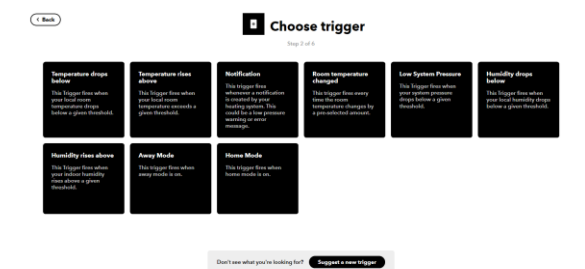 Back
Choose trigger
Step 2 of 6
Temperature drops
below
This Trigger fires when
your local room
temperature drops
below a given threshold.
Temperature rises
above
This Trigger fires when
your local room
temperature exceeds a
given threshold.
Notification
This trigger fires
whenever a notification
is created by your
heating system. This
could be a low pressure
warning or error
message.
Room temperature
changed
This trigger fires every
time the room
temperature changes by
a pre-selected amount.
Low System Pressure
This Trigger fires when
your system pressure
drops below a given
threshold.
Humidity drops
below
This Trigger fires when
your local humidity drops
below a given threshold.
Humidity rises above
This Trigger fires when
your indoor humidity
rises above a given
threshold.
Away Mode
This trigger fires when
away mode is on.
Home Mode
This trigger fires when
home mode is on.
Don't see what you're looking for?
Suggest a new trigger